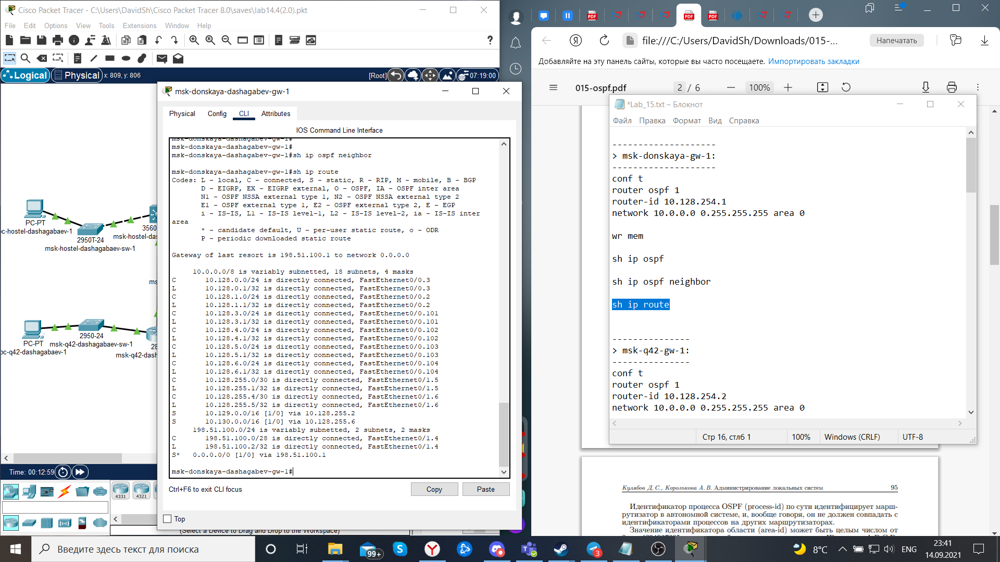 Cisco Packet Tracer - C:\Users\DavidSh\Cisco Packet Tracer 8.0\saves\lab14.4(2.0).pkt
File Edit Options View Tools Extensions Window Help
Logical Physical x: 809, y: 806
[Root] 07:19:00
PC-PT
pc-hostel-dashagabaev-1
2950T-24
msk-hostel-dashagabaev-sw-1
3560
msk-hostel-das
ms
PC-PT
pc-q42-dashagabaev-1
2950-24
msk-q42-dashagabaev-sw-1
28
msk-q42-dash
Time: 00:12:59
4331 4321
(Select a Device to Drag and Drop to the Workspace)
msk-donskaya-dashagabev-gw-1
Physical Config CLI Attributes
IOS Command Line Interface
msk-donskaya-dashagabev-gw-1#
msk-donskaya-dashagabev-gw-1#
msk-donskaya-dashagabev-gw-1#sh ip ospf neighbor
msk-donskaya-dashagabev-gw-1#sh ip route
Codes: L - local, C - connected, S - static, R - RIP, M - mobile, B - BGP
D - EIGRP, EX - EIGRP external, O - OSPF, IA - OSPF inter area
N1 - OSPF NSSA external type 1, N2 - OSPF NSSA external type 2
E1 - OSPF external type 1, E2 - OSPF external type 2, E - EGP
i - IS-IS, L1 - IS-IS level-1, L2 - IS-IS level-2, ia - IS-IS inter
area
* - candidate default, U - per-user static route, o - ODR
P - periodic downloaded static route
Gateway of last resort is 198.51.100.1 to network 0.0.0.0
10.0.0.0/8 is variably subnetted, 18 subnets, 4 masks
C 10.128.0.0/24 is directly connected, FastEthernet0/0.3
L 10.128.0.1/32 is directly connected, FastEthernet0/0.3
C 10.128.1.0/24 is directly connected, FastEthernet0/0.2
L 10.128.1.1/32 is directly connected, FastEthernet0/0.2
C 10.128.3.0/24 is directly connected, FastEthernet0/0.101
L 10.128.3.1/32 is directly connected, FastEthernet0/0.101
C 10.128.4.0/24 is directly connected, FastEthernet0/0.102
L 10.128.4.1/32 is directly connected, FastEthernet0/0.102
C 10.128.5.0/24 is directly connected, FastEthernet0/0.103
L 10.128.5.1/32 is directly connected, FastEthernet0/0.103
C 10.128.6.0/24 is directly connected, FastEthernet0/0.104
L 10.128.6.1/32 is directly connected, FastEthernet0/0.104
C 10.128.255.0/30 is directly connected, FastEthernet0/1.5
L 10.128.255.1/32 is directly connected, FastEthernet0/1.5
C 10.128.255.4/30 is directly connected, FastEthernet0/1.6
L 10.128.255.5/32 is directly connected, FastEthernet0/1.6
S 10.129.0.0/16 [1/0] via 10.128.255.2
S 10.130.0.0/16 [1/0] via 10.128.255.6
198.51.100.0/24 is variably subnetted, 2 subnets, 2 masks
C 198.51.100.0/28 is directly connected, FastEthernet0/1.4
L 198.51.100.2/32 is directly connected, FastEthernet0/1.4
S* 0.0.0.0/0 [1/0] via 198.51.100.1
msk-donskaya-dashagabev-gw-1#
Ctrl+F6 to exit CLI focus Copy Paste
Top
file:///C:/Users/DavidSh/Downloads/015-... Напечатать
Добавляйте на эту панель сайты, которые вы часто посещаете. Импортировать закладки
015-ospf.pdf 2 / 6 100%
*Lab_15.txt – Блокнот
Файл Правка Формат Вид Справка
--------------------
> msk-donskaya-gw-1:
--------------------
conf t
router ospf 1
router-id 10.128.254.1
network 10.0.0.0 0.255.255.255 area 0
wr mem
sh ip ospf
sh ip ospf neighbor
sh ip route
---------------
> msk-q42-gw-1:
---------------
conf t
router ospf 1
router-id 10.128.254.2
network 10.0.0.0 0.255.255.255 area 0
Стр 16, стлб 1 100% Windows (CRLF) UTF-8
Кулябов Д. С., Королькова А. В. Администрирование локальных систем 95
Идентификатор процесса OSPF (process-id) по сути идентифицирует марш-
рутизатор в автономной системе, и, вообще говоря, он не должен совпадать с
идентификаторами процессов на других маршрутизаторах.
Значение идентификатора области (area-id) может быть целым числом от
Введите здесь текст для поиска
99+
3
8°C
ENG
23:41
14.09.2021